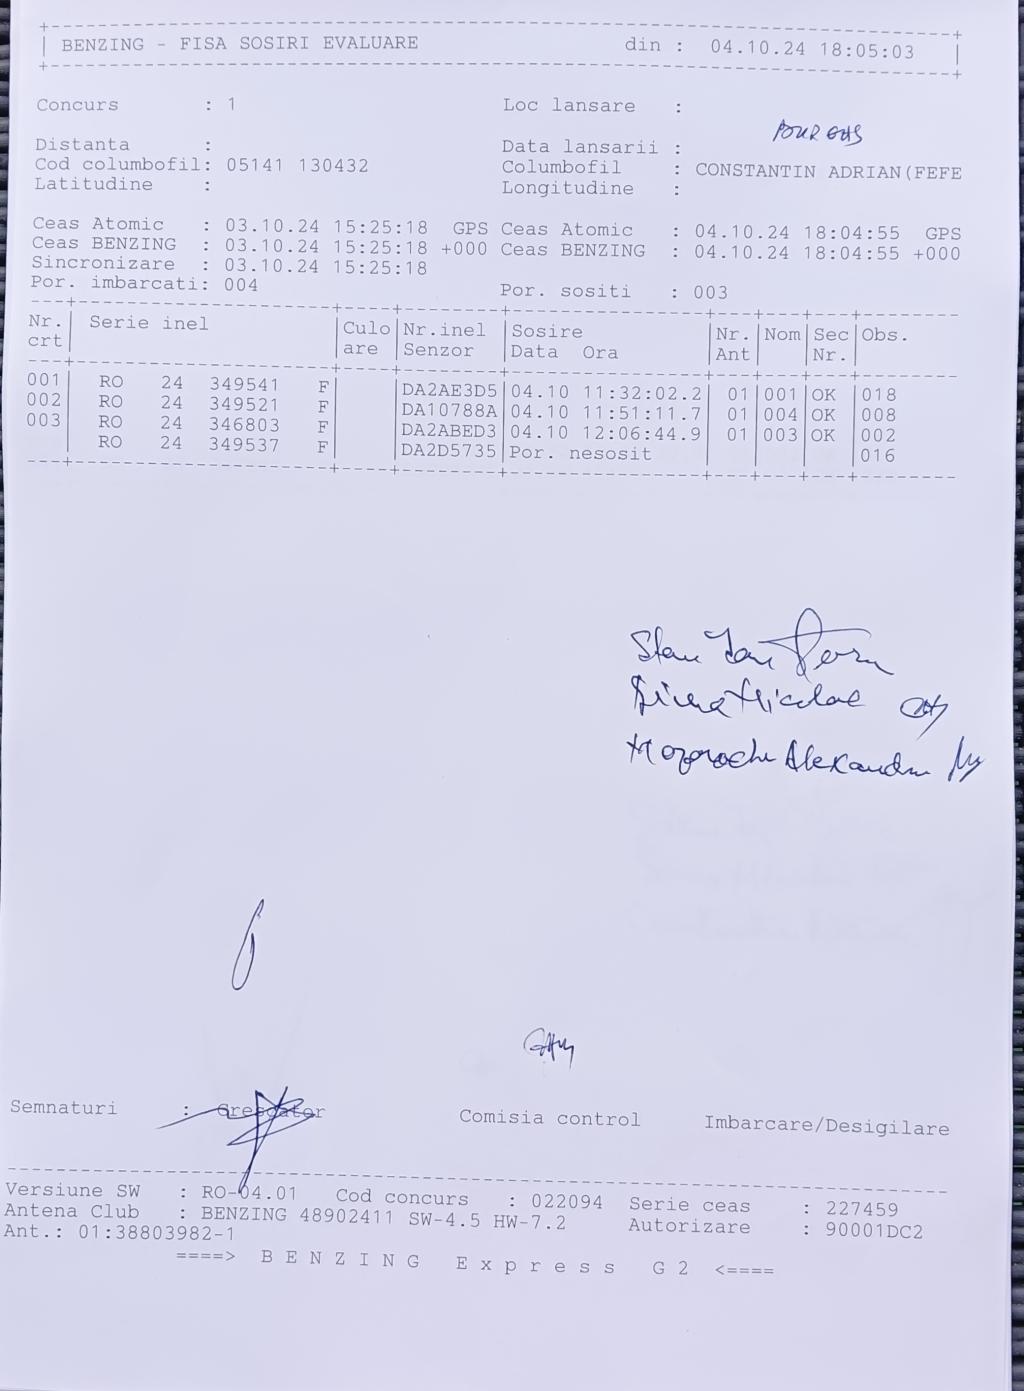 BENZING - FISA SOSIRI EVALUARE din : 04.10.24 18:05:03
Concurs : 1 Loc lansare :
Distanta : Data lansarii :
Cod columbofil: 05141 130432 Columbofil : CONSTANTIN ADRIAN(FEFE
Latitudine : Longitudine :
Ceas Atomic : 03.10.24 15:25:18 GPS Ceas Atomic : 04.10.24 18:04:55 GPS
Ceas BENZING : 03.10.24 15:25:18 +000 Ceas BENZING : 04.10.24 18:04:55 +000
Sincronizare : 03.10.24 15:25:18
Por. imbarcati: 004 Por. sositi : 003
Nr. Serie inel Culo Nr.inel Sosire Nr. Nom Sec Obs.
crt are Senzor Data Ora Ant Nr.
001 RO 24 349541 F DA2AE3D5 04.10 11:32:02.2 01 001 OK 018
002 RO 24 349521 F DA10788A 04.10 11:51:11.7 01 004 OK 008
003 RO 24 346803 F DA2ABED3 04.10 12:06:44.9 01 003 OK 002
RO 24 349537 F DA2D5735 Por. nesosit 016
Stan
Nicolae
Alexandru
Semnaturi : Crescator Comisia control Imbarcare/Desigilare
Versiune SW : RO-04.01 Cod concurs : 022094 Serie ceas : 227459
Antena Club : BENZING 48902411 SW-4.5 HW-7.2 Autorizare : 90001DC2
Ant.: 01:38803982-1
====> B E N Z I N G E x p r e s s G 2 <====